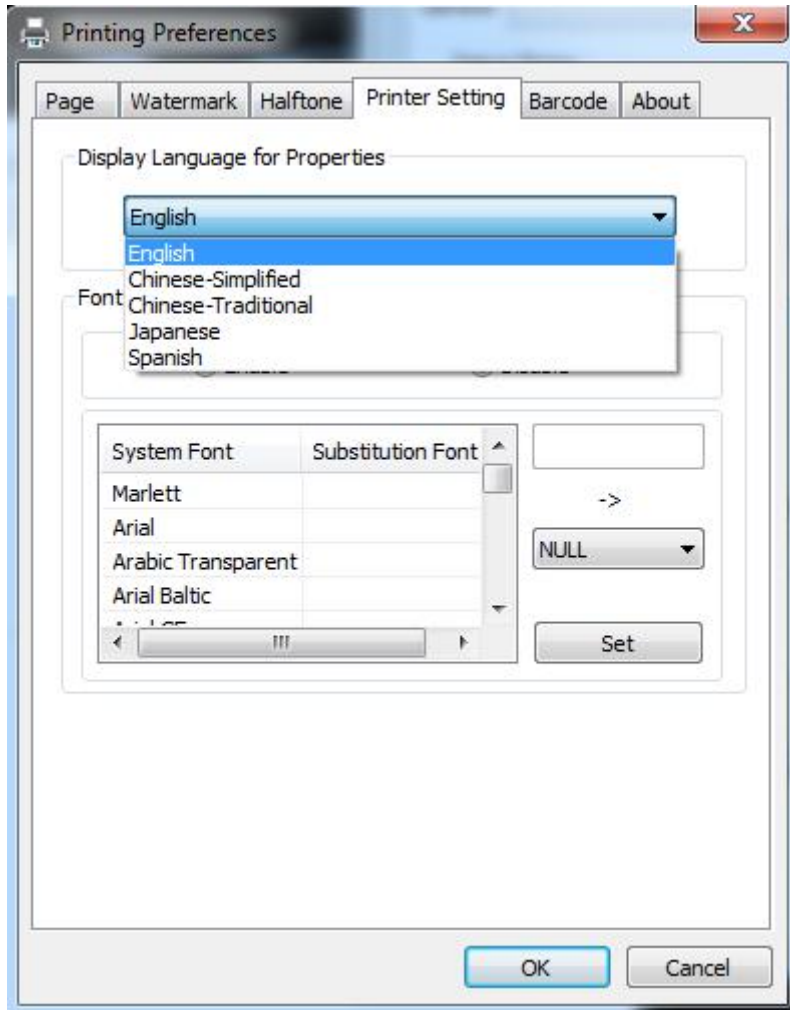 Printing Preferences
Page Watermark Halftone Printer Setting Barcode About
Display Language for Properties
English
English
Chinese-Simplified
Chinese-Traditional
Japanese
Spanish
Font
System Font Substitution Font
Marlett
->
Arial
Arabic Transparent
NULL
Arial Baltic
Set
OK Cancel